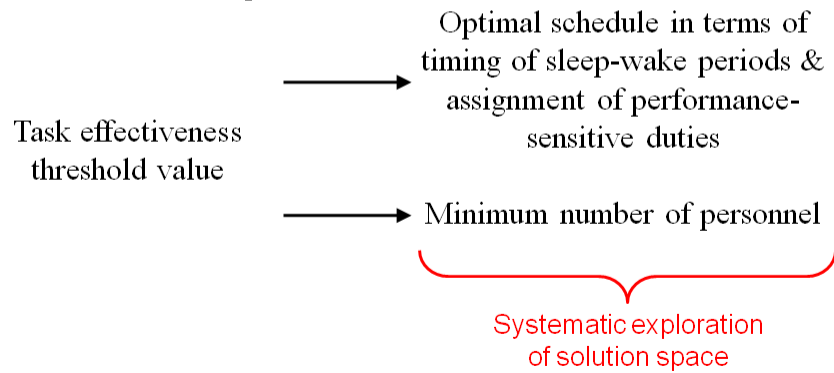 Optimal schedule in terms of
timing of sleep-wake periods &
assignment of performance-
sensitive duties
Task effectiveness
threshold value
Minimum number of personnel
Systematic exploration
of solution space